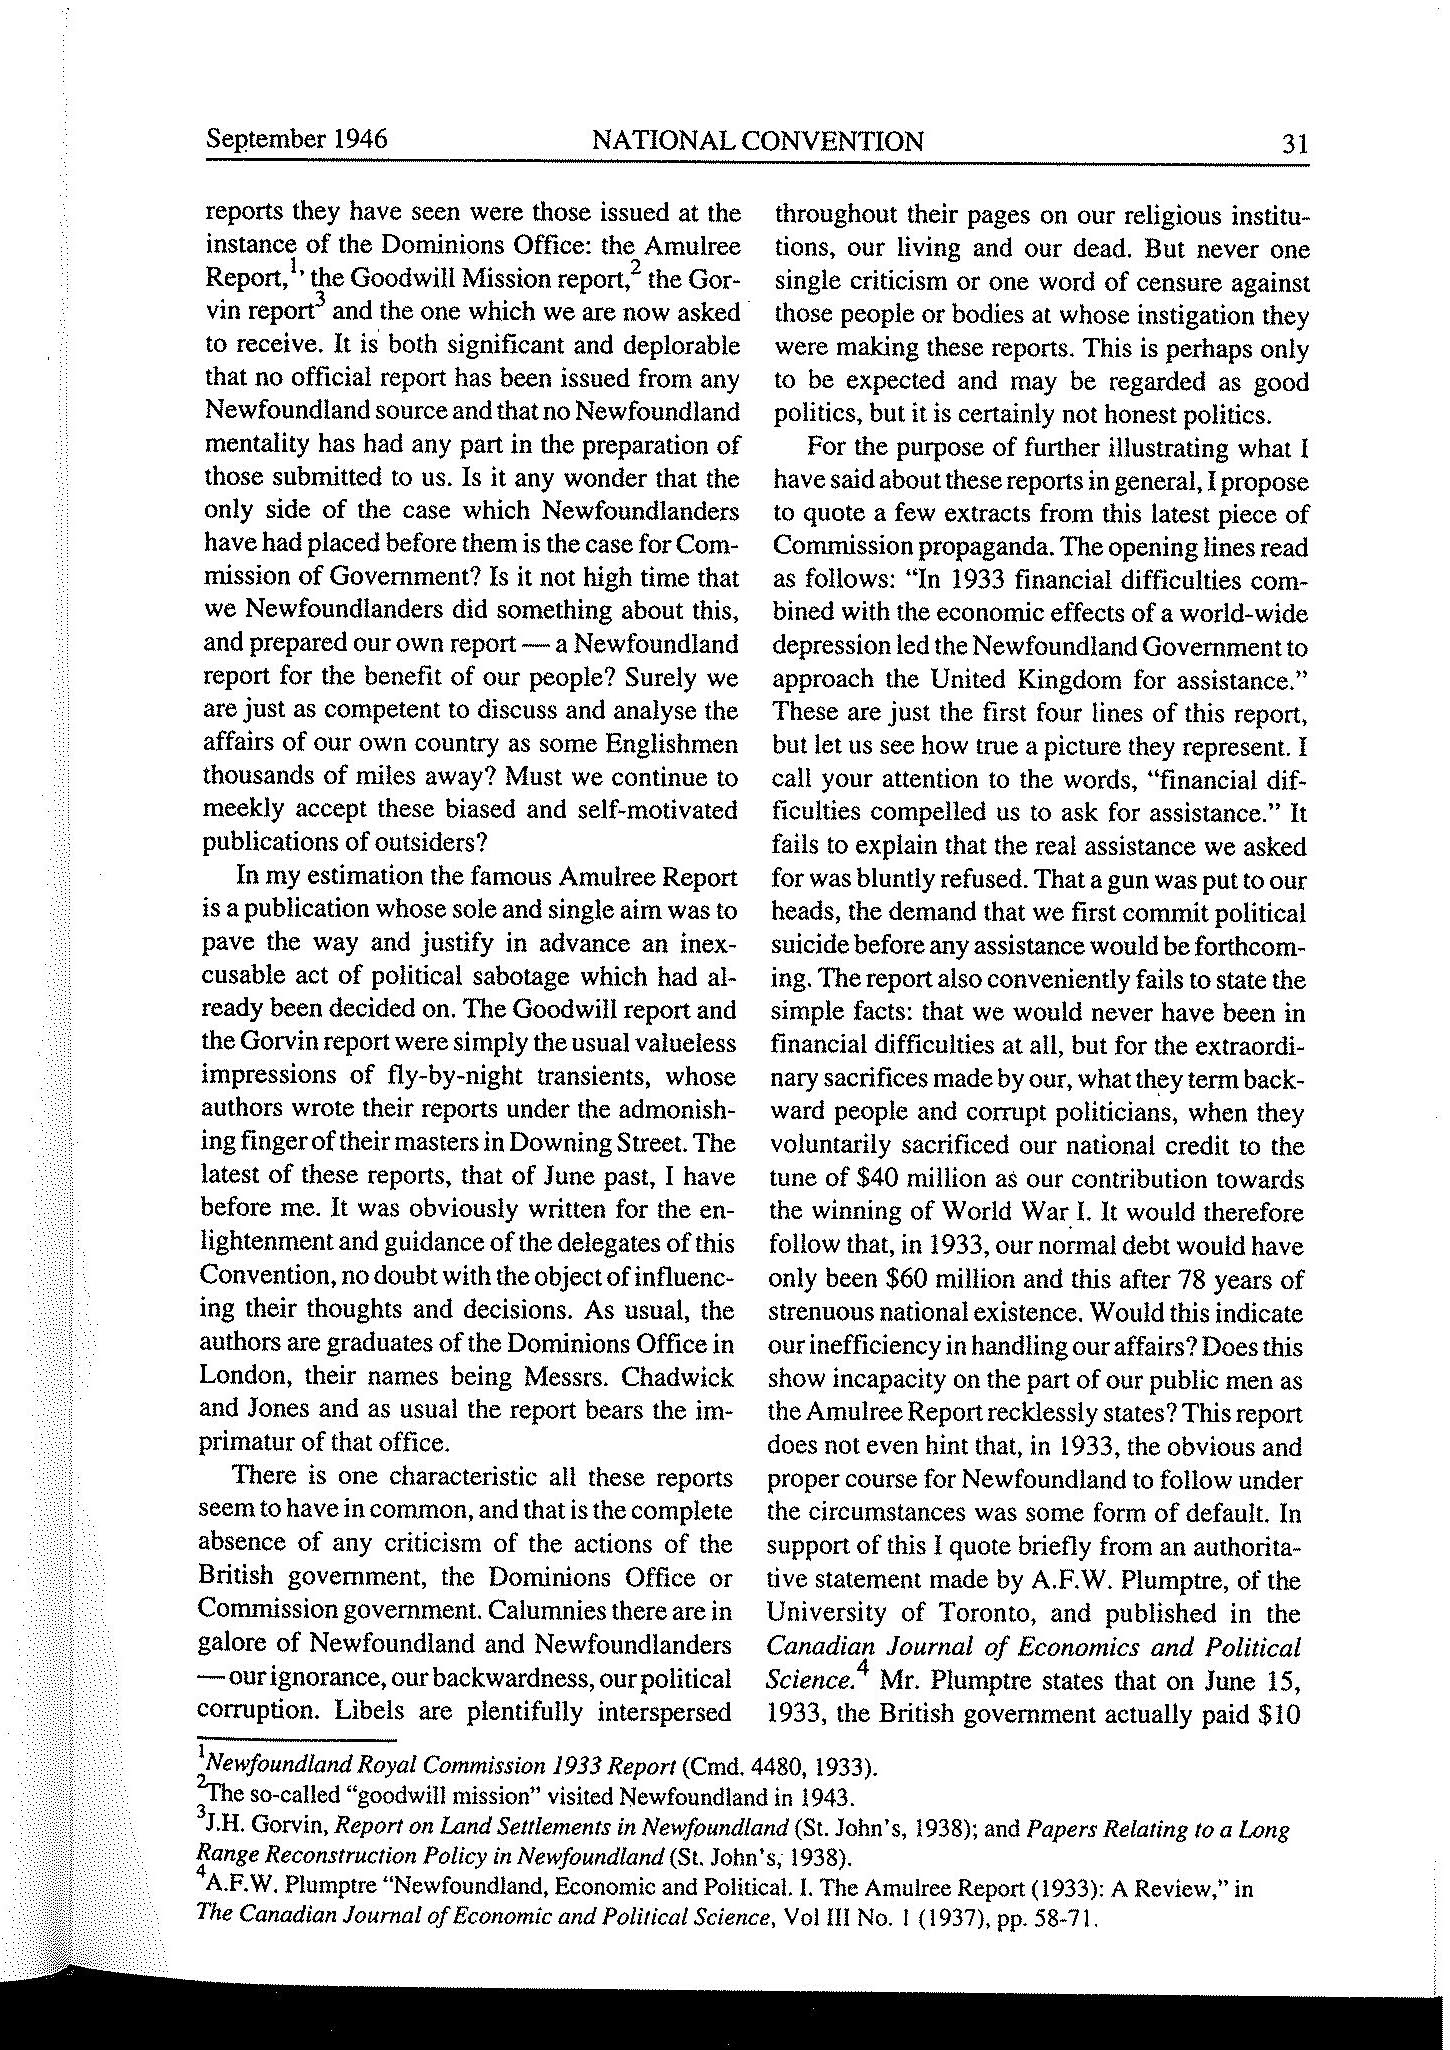 September 1946
NATIONAL CONVENTION
31
reports they have seen were those issued at the
instance of the Dominions Office: the Amulree
Report,1' the Goodwill Mission report,2 the Gor-
vin report3 and the one which we are now asked
to receive. It is both significant and deplorable
that no official report has been issued from any
Newfoundland source and that no Newfoundland
mentality has had any part in the preparation of
those submitted to us. Is it any wonder that the
only side of the case which Newfoundlanders
have had placed before them is the case for Com-
mission of Government? Is it not high time that
we Newfoundlanders did something about this,
and prepared our own report — a Newfoundland
report for the benefit of our people? Surely we
are just as competent to discuss and analyse the
affairs of our own country as some Englishmen
thousands of miles away? Must we continue to
meekly accept these biased and self-motivated
publications of outsiders?
In my estimation the famous Amulree Report
is a publication whose sole and single aim was to
pave the way and justify in advance an inex-
cusable act of political sabotage which had al-
ready been decided on. The Goodwill report and
the Gorvin report were simply the usual valueless
impressions of fly-by-night transients, whose
authors wrote their reports under the admonish-
ing finger of their masters in Downing Street. The
latest of these reports, that of June past, I have
before me. It was obviously written for the en-
lightenment and guidance of the delegates of this
Convention, no doubt with the object of influenc-
ing their thoughts and decisions. As usual, the
authors are graduates of the Dominions Office in
London, their names being Messrs. Chadwick
and Jones and as usual the report bears the im-
primatur of that office.
There is one characteristic all these reports
seem to have in common, and that is the complete
absence of any criticism of the actions of the
British government, the Dominions Office or
Commission government. Calumnies there are in
galore of Newfoundland and Newfoundlanders
— our ignorance, our backwardness, our political
corruption. Libels are plentifully interspersed
throughout their pages on our religious institu-
tions, our living and our dead. But never one
single criticism or one word of censure against
those people or bodies at whose instigation they
were making these reports. This is perhaps only
to be expected and may be regarded as good
politics, but it is certainly not honest politics.
For the purpose of further illustrating what I
have said about these reports in general, I propose
to quote a few extracts from this latest piece of
Commission propaganda. The opening lines read
as follows: "In 1933 financial difficulties com-
bined with the economic effects of a world-wide
depression led the Newfoundland Government to
approach the United Kingdom for assistance."
These are just the first four lines of this report,
but let us see how true a picture they represent. I
call your attention to the words, "financial dif-
ficulties compelled us to ask for assistance." It
fails to explain that the real assistance we asked
for was bluntly refused. That a gun was put to our
heads, the demand that we first commit political
suicide before any assistance would be forthcom-
ing. The report also conveniently fails to state the
simple facts: that we would never have been in
financial difficulties at all, but for the extraordi-
nary sacrifices made by our, what they term back-
ward people and corrupt politicians, when they
voluntarily sacrificed our national credit to the
tune of $40 million as our contribution towards
the winning of World War I. It would therefore
follow that, in 1933, our normal debt would have
only been $60 million and this after 78 years of
strenuous national existence. Would this indicate
our inefficiency in handling our affairs? Does this
show incapacity on the part of our public men as
the Amulree Report recklessly states? This report
does not even hint that, in 1933, the obvious and
proper course for Newfoundland to follow under
the circumstances was some form of default. In
support of this I quote briefly from an authorita-
tive statement made by A.F.W. Plumptre, of the
University of Toronto, and published in the
Canadian Journal of Economics and Political
Science.4 Mr. Plumptre states that on June 15,
1933, the British government actually paid $10
1Newfoundland Royal Commission 1933 Report (Cmd. 4480, 1933).
2The so-called "goodwill mission" visited Newfoundland in 1943.
3J.H. Gorvin, Report on Land Settlements in Newfoundland (St. John's, 1938); and Papers Relating to a Long
Range Reconstruction Policy in Newfoundland (St. John's, 1938).
4A.F.W. Plumptre "Newfoundland, Economic and Political. I. The Amulree Report (1933): A Review," in
The Canadian Journal of Economic and Political Science, Vol III No. 1 (1937), pp. 58-71.